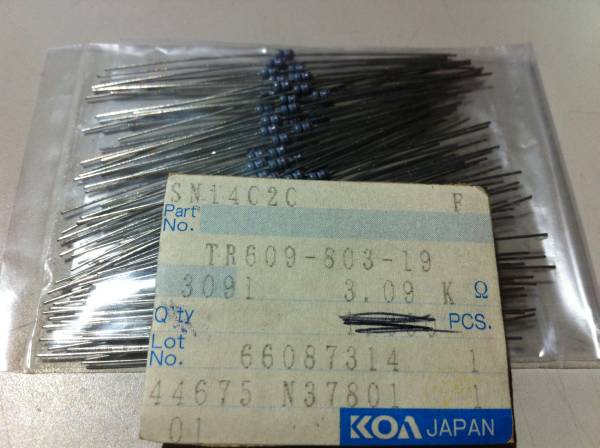 SN14C2C F
Part No.
TR609-803-19
3091 3.09 K Ω
Q'ty PCS.
Lot No. 66087314 1
44675 N37801 1
01
KOA JAPAN